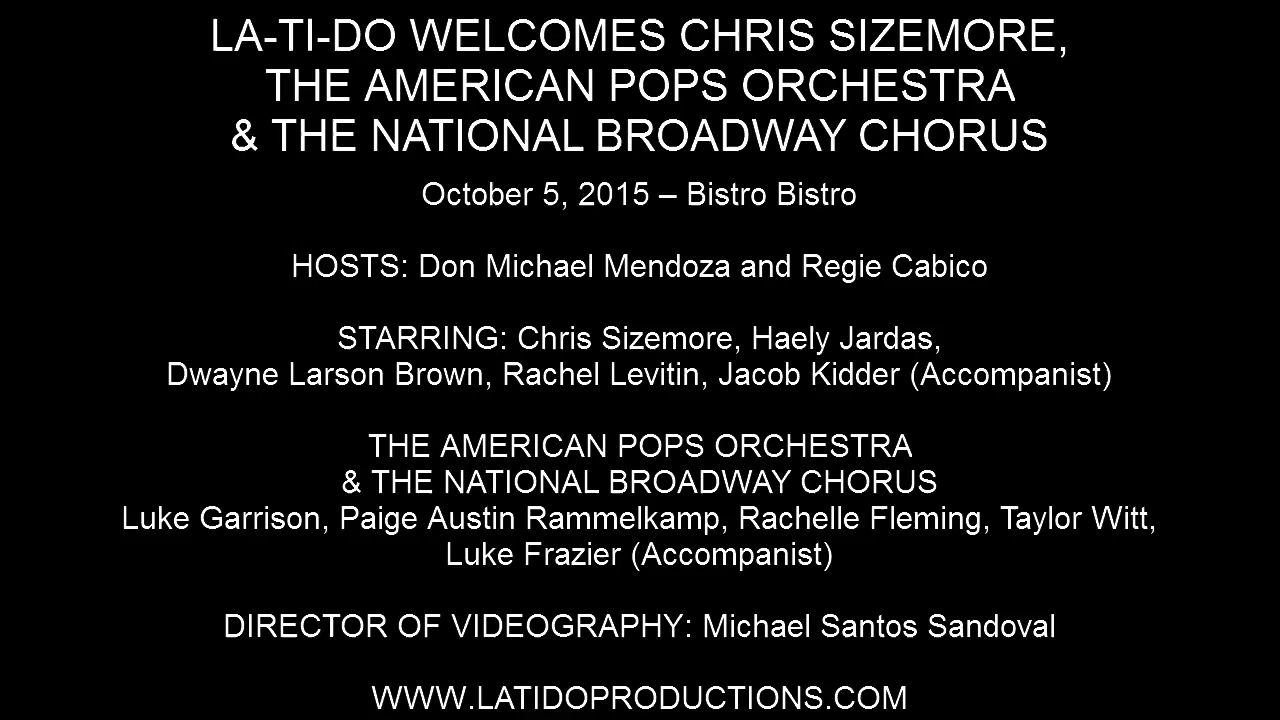 LA-TI-DO WELCOMES CHRIS SIZEMORE,
THE AMERICAN POPS ORCHESTRA
& THE NATIONAL BROADWAY CHORUS
October 5, 2015 – Bistro Bistro
HOSTS: Don Michael Mendoza and Regie Cabico
STARRING: Chris Sizemore, Haely Jardas,
Dwayne Larson Brown, Rachel Levitin, Jacob Kidder (Accompanist)
THE AMERICAN POPS ORCHESTRA
& THE NATIONAL BROADWAY CHORUS
Luke Garrison, Paige Austin Rammelkamp, Rachelle Fleming, Taylor Witt,
Luke Frazier (Accompanist)
DIRECTOR OF VIDEOGRAPHY: Michael Santos Sandoval
WWW.LATIDOPRODUCTIONS.COM